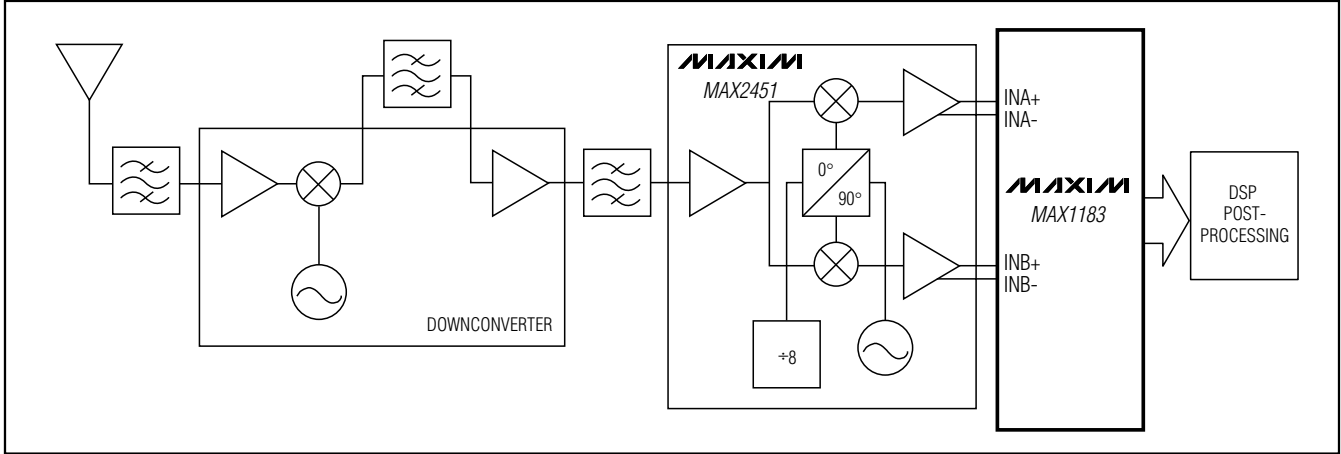 DOWNCONVERTER
MAXIM
MAX2451
0°
90°
÷8
INA+
INA-
MAXIM
MAX1183
INB+
INB-
DSP
POST-
PROCESSING